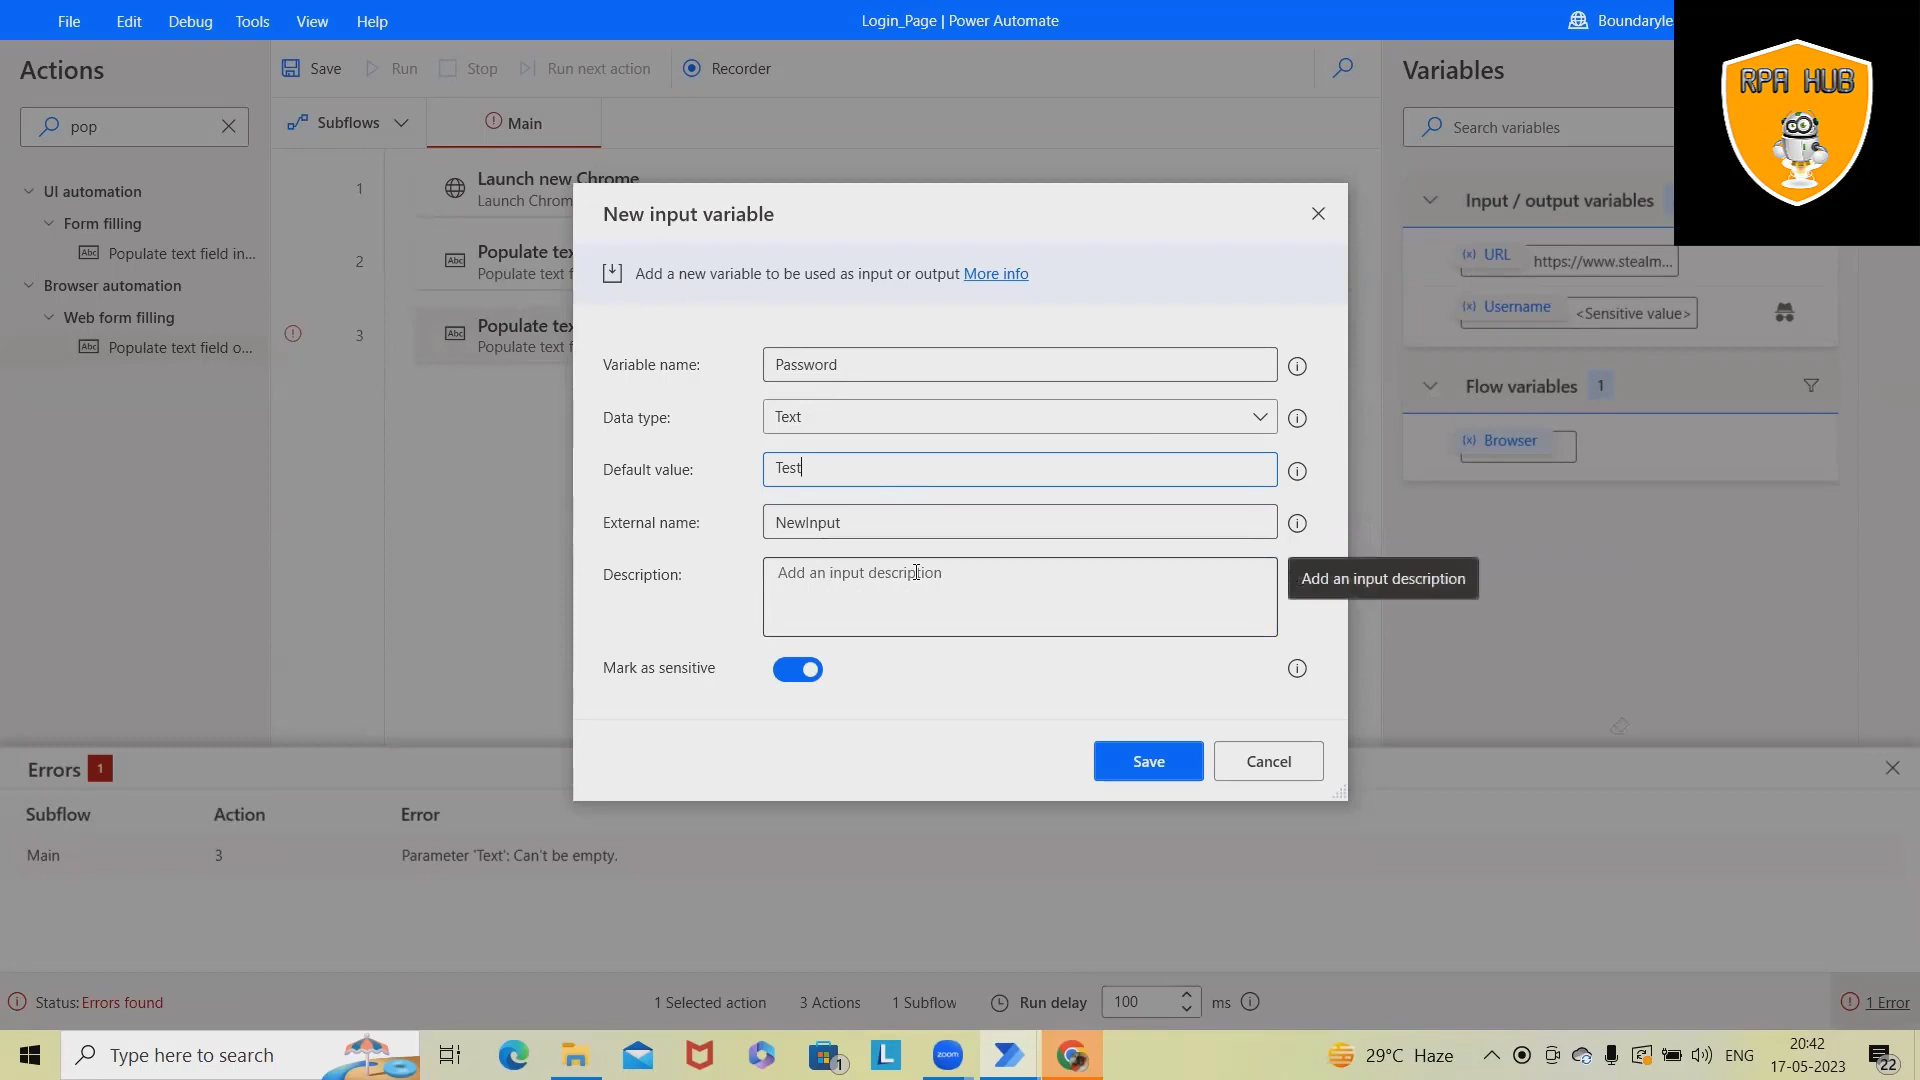 File Edit Debug Tools View Help Login_Page | Power Automate Boundaryle
RPA HUB
Actions
Save Run Stop Run next action Recorder
Variables
pop
Subflows Main
Search variables
UI automation
Form filling
Populate text field in...
Browser automation
Web form filling
Populate text field o...
1 Launch new Chrome
Launch Chrom
2 Populate tex
Populate text f
3 Populate tex
Populate text f
New input variable
Add a new variable to be used as input or output More info
Variable name: Password
Data type: Text
Default value: Test
External name: NewInput
Description: Add an input description
Add an input description
Mark as sensitive
Save Cancel
Input / output variables
(x) URL https://www.stealm...
(x) Username <Sensitive value>
Flow variables 1
(x) Browser
Errors 1
Subflow Action Error
Main 3 Parameter 'Text': Can't be empty.
Status: Errors found 1 Selected action 3 Actions 1 Subflow Run delay 100 ms 1 Error
Type here to search
zoom
29°C Haze
ENG
20:42
17-05-2023
22